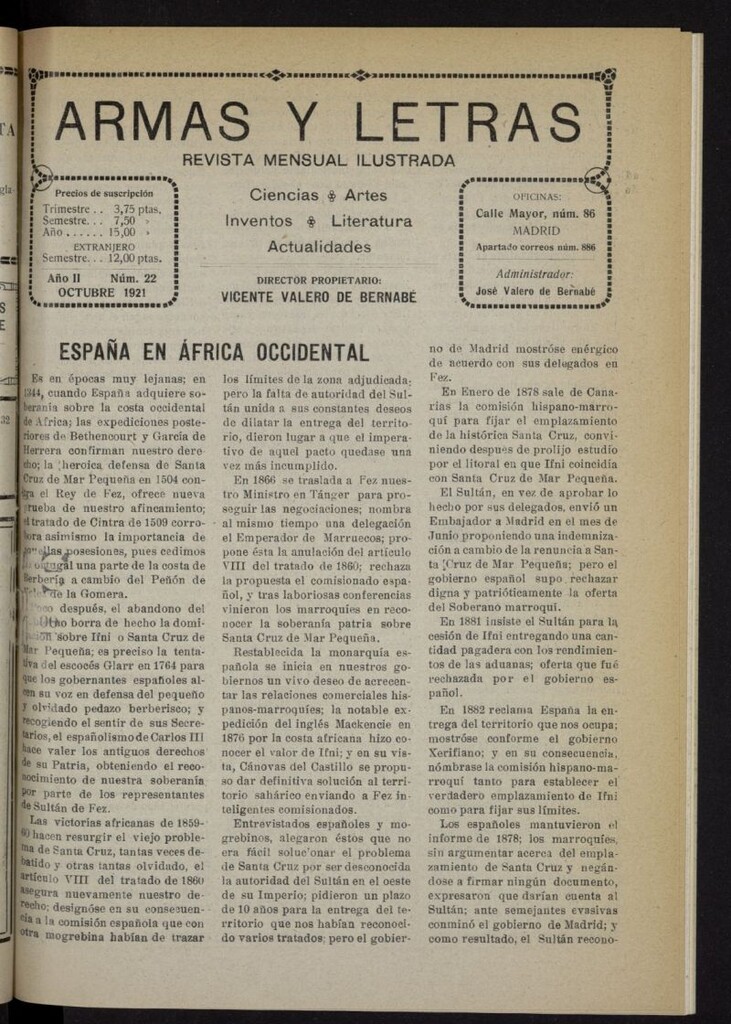 ARMAS Y LETRAS
REVISTA MENSUAL ILUSTRADA
Precios de suscripción
Trimestre . . 3,75 ptas.
Semestre. . . 7,50 »
Año . . . . . . 15,00 »
EXTRANJERO
Semestre. . . 12,00 ptas.
Año II Núm. 22
OCTUBRE 1921
Ciencias Artes
Inventos Literatura
Actualidades
DIRECTOR PROPIETARIO:
VICENTE VALERO DE BERNABÉ
OFICINAS:
Calle Mayor, núm. 86
MADRID
Apartado correos núm. 886
Administrador:
José Valero de Bernabé
ESPAÑA EN ÁFRICA OCCIDENTAL
Es en épocas muy lejanas; en
1344, cuando España adquiere so-
beranía sobre la costa occidental
de Africa; las expediciones poste-
riores de Bethencourt y García de
Herrera confirman nuestro dere-
cho; la heroica defensa de Santa
Cruz de Mar Pequeña en 1504 con-
tra el Rey de Fez, ofrece nueva
prueba de nuestro afincamiento;
el tratado de Cintra de 1509 corro-
bora asimismo la importancia de
posesiones, pues cedimos
una parte de la costa de
Berbería a cambio del Peñón de
de la Gomera.
después, el abandono del
borra de hecho la domi-
sobre Ifni o Santa Cruz de
Mar Pequeña; es preciso la tenta-
tiva del escocés Glarr en 1764 para
que los gobernantes españoles al-
cen su voz en defensa del pequeño
y olvidado pedazo berberisco; y
recogiendo el sentir de sus Secre-
tarios, el españolismo de Carlos III
hace valer los antiguos derechos
de su Patria, obteniendo el reco-
nocimiento de nuestra soberanía
por parte de los representantes
de Sultán de Fez.
Las victorias africanas de 1859-
60 hacen resurgir el viejo proble-
ma de Santa Cruz, tantas veces de-
batido y otras tantas olvidado, el
artículo VIII del tratado de 1860
asegura nuevamente nuestro de-
recho; designóse en su consecuen-
cia a la comisión española que con
otra mogrebina habían de trazar
los límites de la zona adjudicada;
pero la falta de autoridad del Sul-
tán unida a sus constantes deseos
de dilatar la entrega del territo-
rio, dieron lugar a que el impera-
tivo de aquel pacto quedase una
vez más incumplido.
En 1866 se traslada a Fez nues-
tro Ministro en Tánger para pro-
seguir las negociaciones; nombra
al mismo tiempo una delegación
el Emperador de Marruecos; pro-
pone ésta la anulación del artículo
VIII del tratado de 1860; rechaza
la propuesta el comisionado espa-
ñol, y tras laboriosas conferencias
vinieron los marroquíes en reco-
nocer la soberanía patria sobre
Santa Cruz de Mar Pequeña.
Restablecida la monarquía es-
pañola se inicia en nuestros go-
biernos un vivo deseo de acrecen-
tar las relaciones comerciales his-
panos-marroquíes; la notable ex-
pedición del inglés Mackencie en
1876 por la costa africana hizo co-
nocer el valor de Ifni; y en su vis-
ta, Cánovas del Castillo se propu-
so dar definitiva solución al terri-
torio sahárico enviando a Fez in-
teligentes comisionados.
Entrevistados españoles y mo-
grebinos, alegaron éstos que no
era fácil solucionar el problema
de Santa Cruz por ser desconocida
la autoridad del Sultán en el oeste
de su Imperio; pidieron un plazo
de 10 años para la entrega del te-
rritorio que nos habían reconoci-
do varios tratados; pero el gobier-
no de Madrid mostróse enérgico
de acuerdo con sus delegados en
Fez.
En Enero de 1878 sale de Cana-
rias la comisión hispano-marro-
quí para fijar el emplazamiento
de la histórica Santa Cruz, convi-
niendo después de prolijo estudio
por el litoral en que Ifni coincidía
con Santa Cruz de Mar Pequeña.
El Sultán, en vez de aprobar lo
hecho por sus delegados, envió un
Embajador a Madrid en el mes de
Junio proponiendo una indemniza-
ción a cambio de la renuncia a San-
ta Cruz de Mar Pequeña; pero el
gobierno español supo rechazar
digna y patrióticamente la oferta
del Soberano marroquí.
En 1881 insiste el Sultán para la
cesión de Ifni entregando una can-
tidad pagadera con los rendimien-
tos de las aduanas; oferta que fué
rechazada por el gobierno es-
pañol.
En 1882 reclama España la en-
trega del territorio que nos ocupa;
mostróse conforme el gobierno
Xerifiano; y en su consecuencia,
nómbrase la comisión hispano-ma-
rroquí tanto para establecer el
verdadero emplazamiento de Ifni
como para fijar sus límites.
Los españoles mantuvieron el
informe de 1878; los marroquíes,
sin argumentar acerca del empla-
zamiento de Santa Cruz y negán-
dose a firmar ningún documento,
expresaron que darían cuenta al
Sultán; ante semejantes evasivas
conminó el gobierno de Madrid; y
como resultado, el Sultán recono-